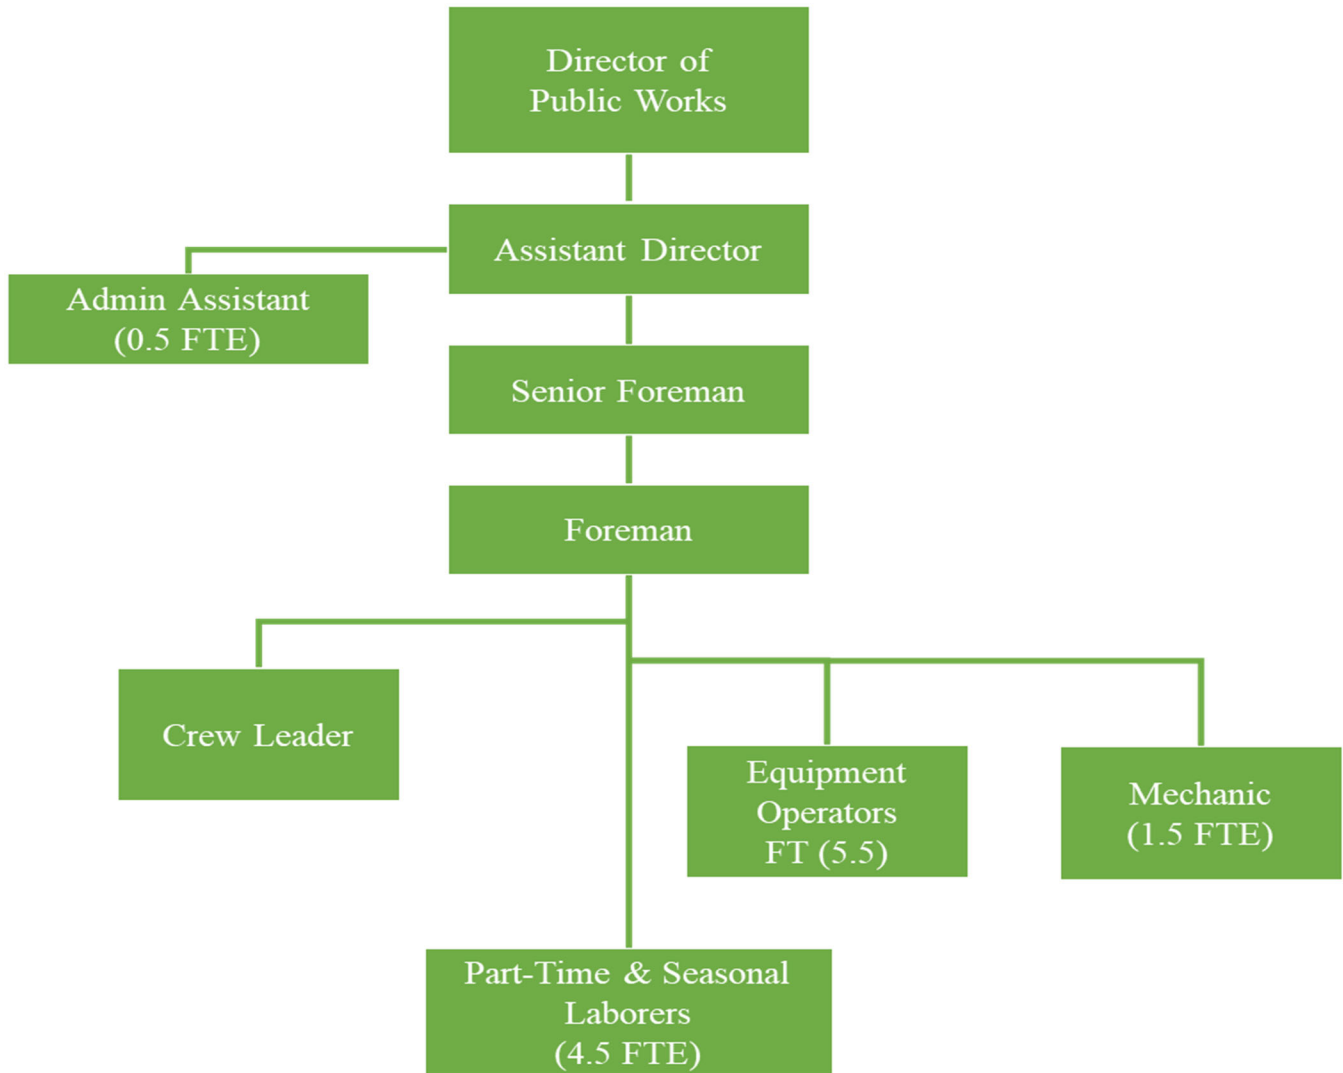 Director of
Public Works
Assistant Director
Admin Assistant
(0.5 FTE)
Senior Foreman
Foreman
Crew Leader
Equipment
Operators
FT (5.5)
Mechanic
(1.5 FTE)
Part-Time & Seasonal
Laborers
(4.5 FTE)